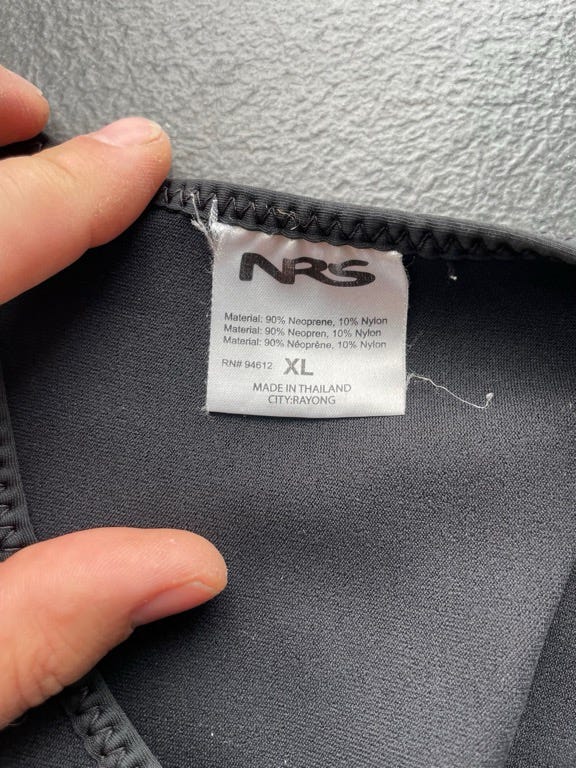 NRS
Material: 90% Neoprene, 10% Nylon
Material: 90% Neopren, 10% Nylon
Material: 90% Néoprène, 10% Nylon
RN# 94612 XL
MADE IN THAILAND
CITY:RAYONG